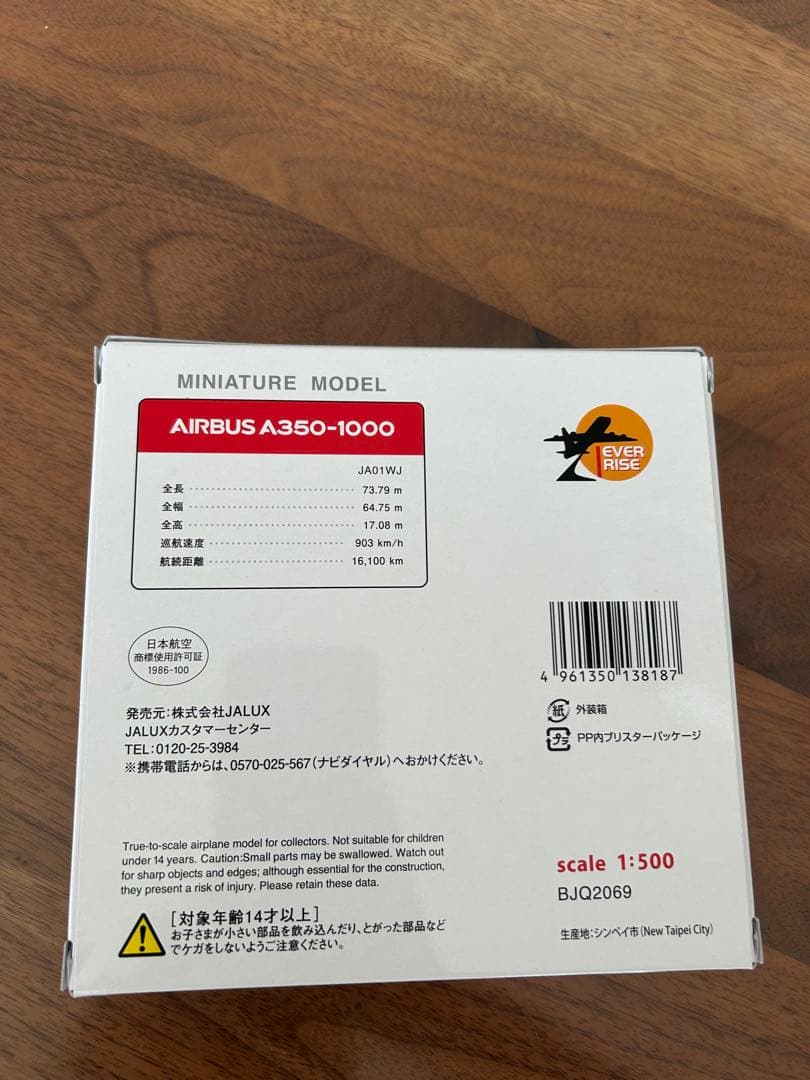 MINIATURE MODEL
AIRBUS A350-1000
JA01WJ
全長 ································ 73.79 m
全幅 ································ 64.75 m
全高 ································ 17.08 m
巡航速度 ························· 903 km/h
航続距離 ························· 16,100 km
EVER
RISE
日本航空
商標使用許可証
1986-100
4 961350 138187
紙 外装箱
プラ PP内ブリスターパッケージ
発売元:株式会社JALUX
JALUXカスタマーセンター
TEL:0120-25-3984
※携帯電話からは、0570-025-567(ナビダイヤル)へおかけください。
True-to-scale airplane model for collectors. Not suitable for children
under 14 years. Caution:Small parts may be swallowed. Watch out
for sharp objects and edges; although essential for the construction,
they present a risk of injury. Please retain these data.
scale 1:500
BJQ2069
[対象年齢14才以上]
お子さまが小さい部品を飲み込んだり、とがった部品など
でケガをしないようご注意ください。
生産地:シンペイ市(New Taipei City)